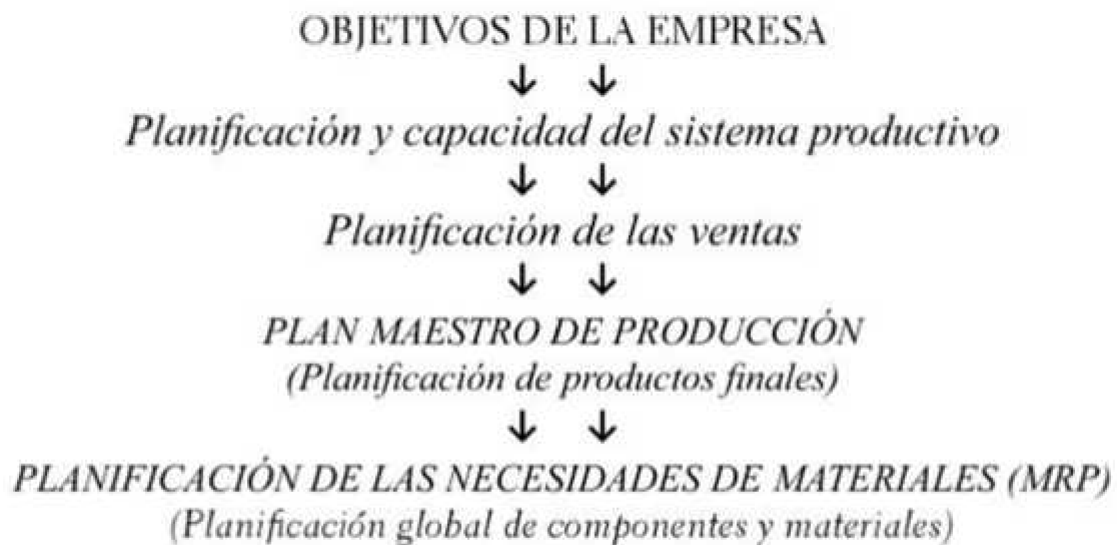 OBJETIVOS DE LA EMPRESA
Planificación y capacidad del sistema productivo
Planificación de las ventas
PLAN MAESTRO DE PRODUCCIÓN
(Planificación de productos finales)
PLANIFICACIÓN DE LAS NECESIDADES DE MATERIALES (MRP)
(Planificación global de componentes y materiales)